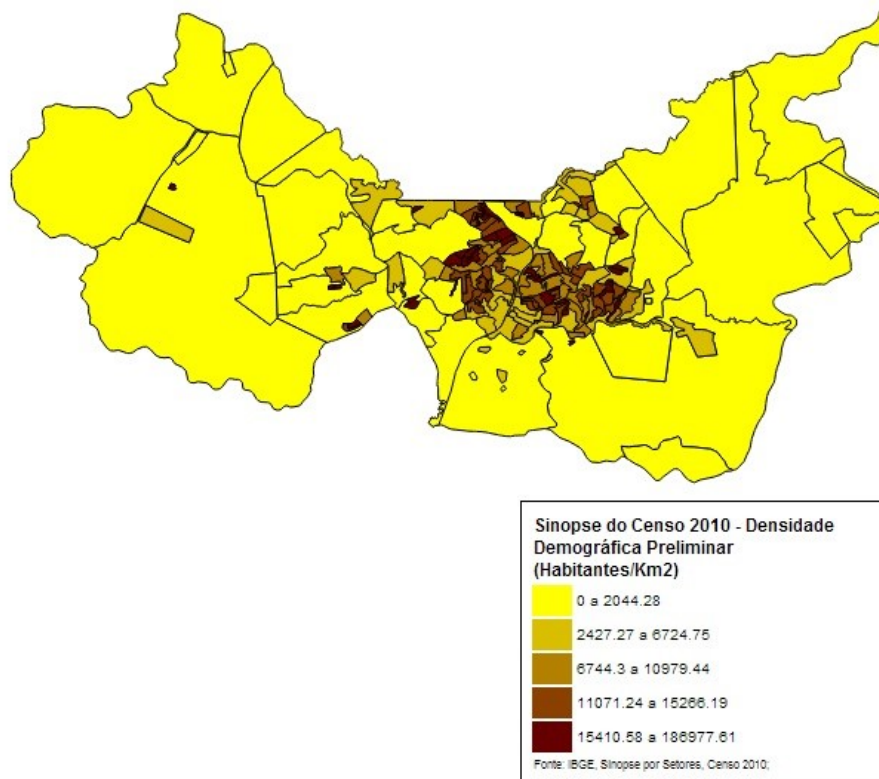 Sinopse do Censo 2010 - Densidade
Demográfica Preliminar
(Habitantes/Km2)
0 a 2044.28
2427.27 a 6724.75
6744.3 a 10979.44
11071.24 a 15266.19
15410.58 a 186977.61
Fonte: IBGE, Sinopse por Setores, Censo 2010;